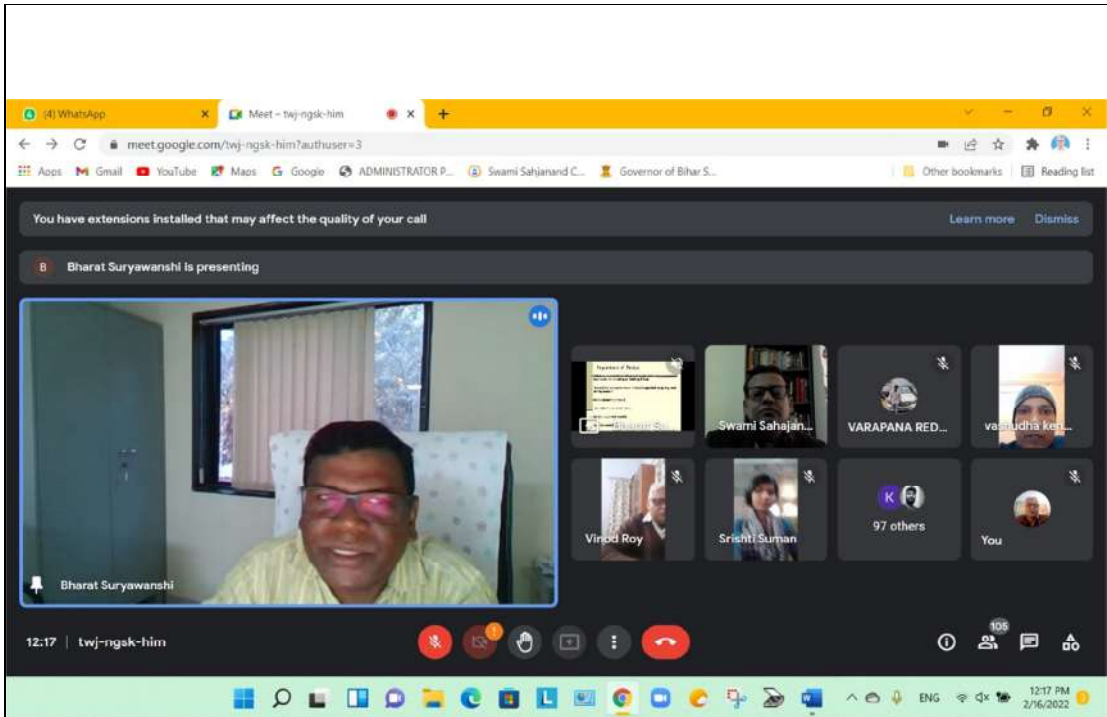 (4) WhatsApp
Meet – twj-ngsk-him
meet.google.com/twj-ngsk-him?authuser=3
Apps
Gmail
YouTube
Maps
Google
ADMINISTRATOR P...
Swami Sahjanand C...
Governor of Bihar S...
Other bookmarks
Reading list
You have extensions installed that may affect the quality of your call
Learn more
Dismiss
B
Bharat Suryawanshi is presenting
Swami Sahajan...
VARAPANA RED...
vasudha ken...
Vinod Roy
Srishti Suman
K
97 others
You
Bharat Suryawanshi
12:17 | twj-ngsk-him
1
105
L
ENG
12:17 PM
2/16/2022